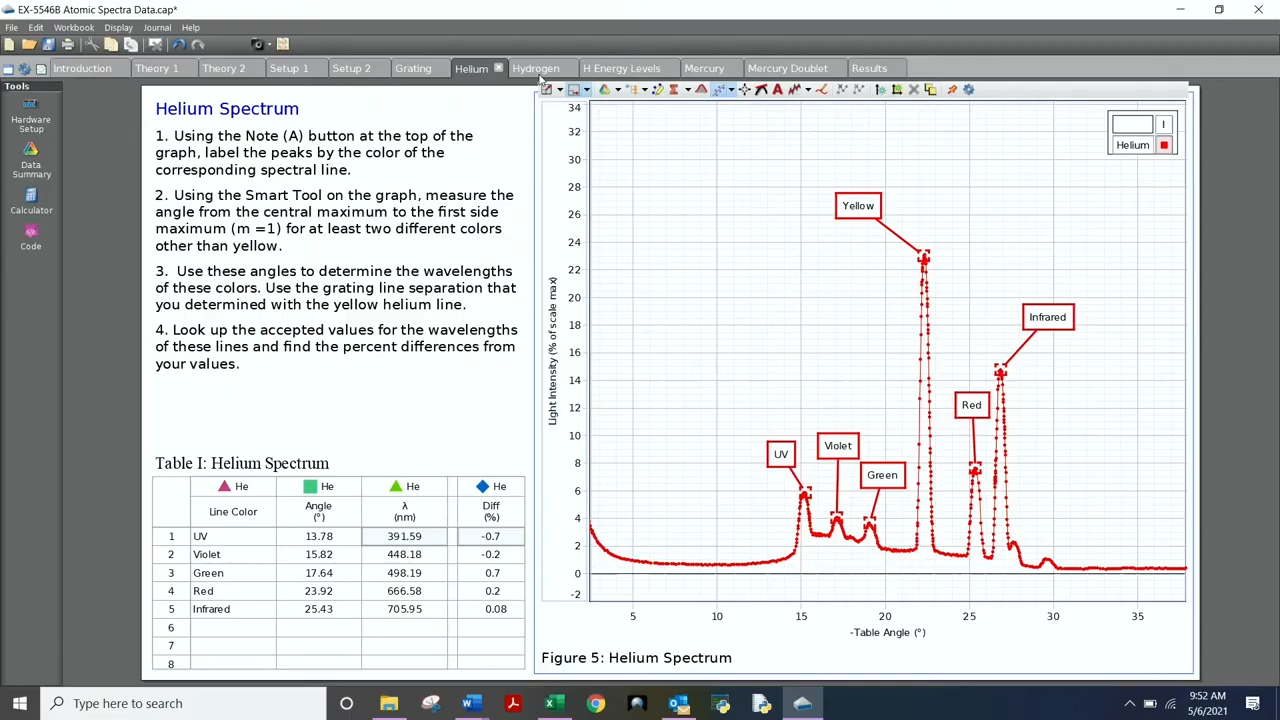 EX-5546B Atomic Spectra Data.cap*
File Edit Workbook Display Journal Help
Introduction Theory 1 Theory 2 Setup 1 Setup 2 Grating Helium Hydrogen H Energy Levels Mercury Mercury Doublet Results
Tools
Hardware
Setup
Data
Summary
Calculator
Code
Helium Spectrum
1. Using the Note (A) button at the top of the
graph, label the peaks by the color of the
corresponding spectral line.
2. Using the Smart Tool on the graph, measure the
angle from the central maximum to the first side
maximum (m =1) for at least two different colors
other than yellow.
3. Use these angles to determine the wavelengths
of these colors. Use the grating line separation that
you determined with the yellow helium line.
4. Look up the accepted values for the wavelengths
of these lines and find the percent differences from
your values.
Table I: Helium Spectrum
He He He He
Line Color Angle (°) λ (nm) Diff (%)
1 UV 13.78 391.59 -0.7
2 Violet 15.82 448.18 -0.2
3 Green 17.64 498.19 0.7
4 Red 23.92 666.58 0.2
5 Infrared 25.43 705.95 0.08
6
7
8
Light Intensity (% of scale max)
34
32
30
28
26
24
22
20
18
16
14
12
10
8
6
4
2
0
-2
I
Helium
Yellow
Infrared
Red
Violet
UV
Green
5 10 15 20 25 30 35
-Table Angle (°)
Figure 5: Helium Spectrum
Type here to search
9:52 AM
5/6/2021